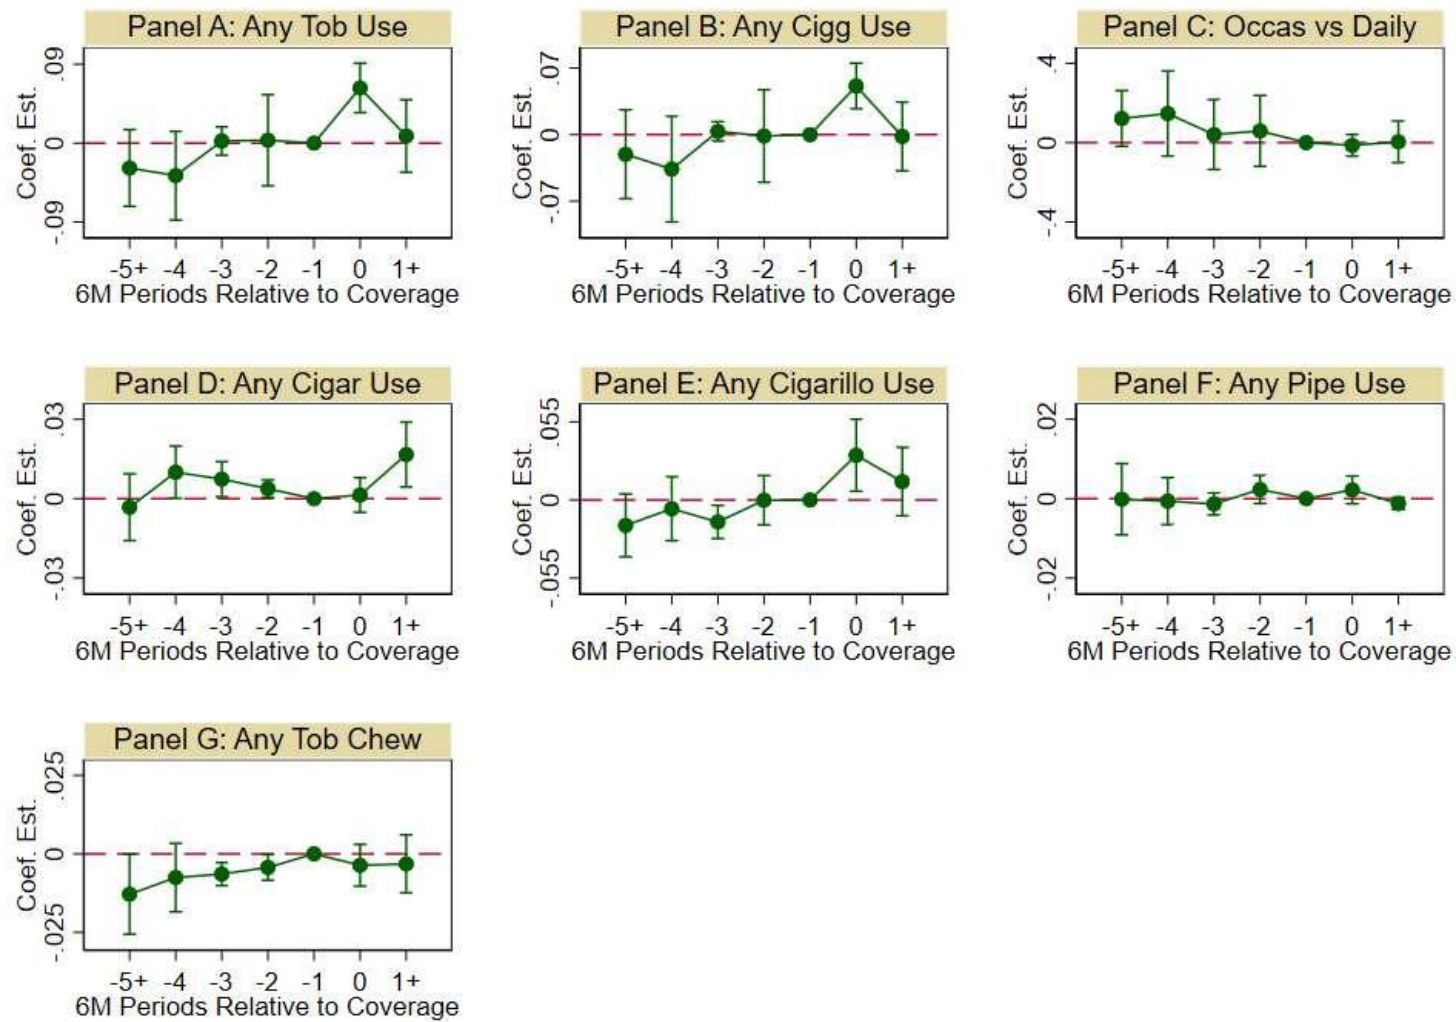 Panel A: Any Tob Use
Coef. Est.
.09
0
-.09
-5+ -4 -3 -2 -1 0 1+
6M Periods Relative to Coverage
Panel B: Any Cigg Use
Coef. Est.
.07
0
-.07
-5+ -4 -3 -2 -1 0 1+
6M Periods Relative to Coverage
Panel C: Occas vs Daily
Coef. Est.
.4
0
-.4
-5+ -4 -3 -2 -1 0 1+
6M Periods Relative to Coverage
Panel D: Any Cigar Use
Coef. Est.
.03
0
-.03
-5+ -4 -3 -2 -1 0 1+
6M Periods Relative to Coverage
Panel E: Any Cigarillo Use
Coef. Est.
.055
0
-.055
-5+ -4 -3 -2 -1 0 1+
6M Periods Relative to Coverage
Panel F: Any Pipe Use
Coef. Est.
.02
0
-.02
-5+ -4 -3 -2 -1 0 1+
6M Periods Relative to Coverage
Panel G: Any Tob Chew
Coef. Est.
.025
0
-.025
-5+ -4 -3 -2 -1 0 1+
6M Periods Relative to Coverage